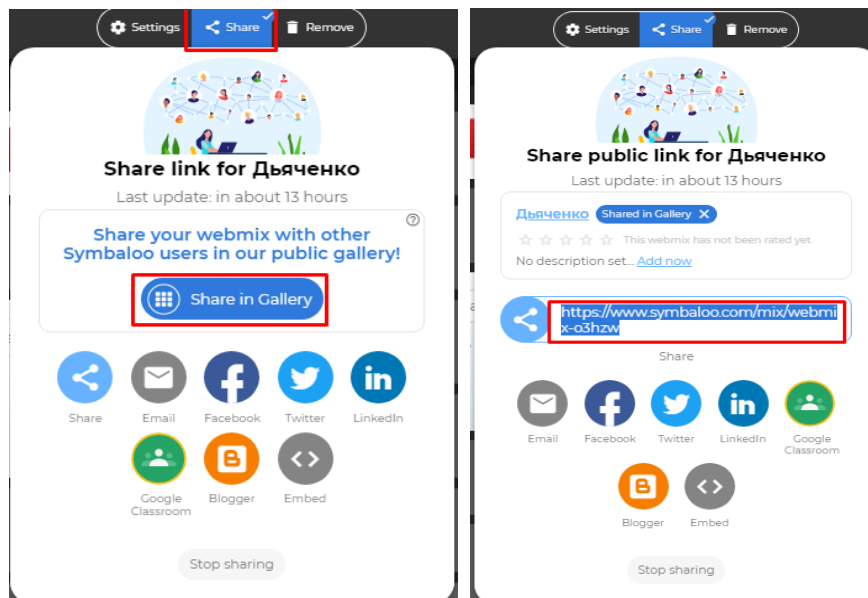 Settings
Share
Remove
Share link for Дьяченко
Last update: in about 13 hours
Share your webmix with other
Symbaloo users in our public gallery!
Share in Gallery
Share
Email
Facebook
Twitter
LinkedIn
Google
Classroom
Blogger
Embed
Stop sharing
Settings
Share
Remove
Share public link for Дьяченко
Last update: in about 13 hours
Дьяченко Shared in Gallery
This webmix has not been rated yet
No description set... Add now
https://www.symbaloo.com/mix/webmi
x-o3hzw
Share
Email
Facebook
Twitter
LinkedIn
Google
Classroom
Blogger
Embed
Stop sharing